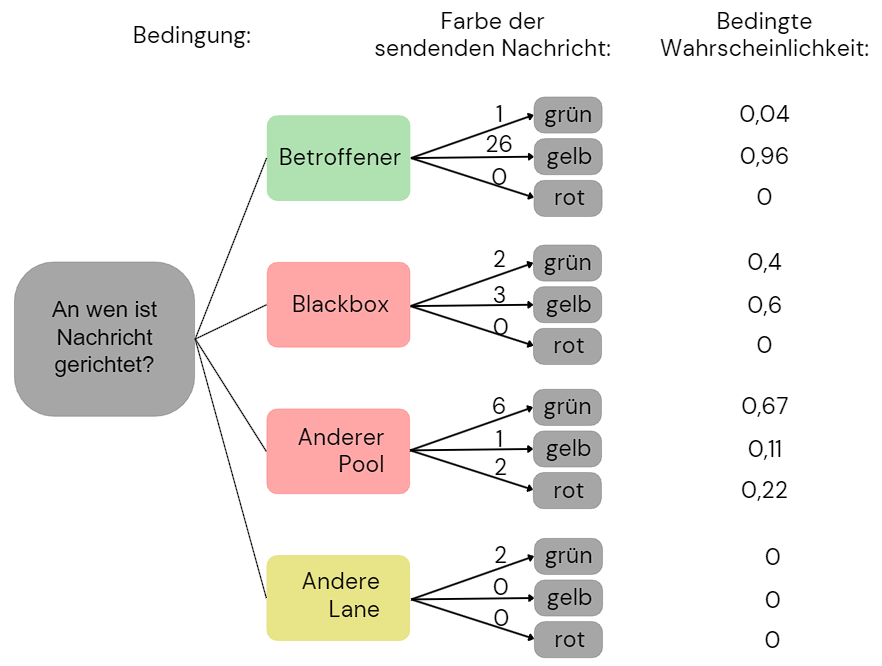 Bedingung:
Farbe der
sendenden Nachricht:
Bedingte
Wahrscheinlichkeit:
An wen ist
Nachricht
gerichtet?
Betroffener
1
grün
0,04
26
gelb
0,96
0
rot
0
Blackbox
2
grün
0,4
3
gelb
0,6
0
rot
0
Anderer
Pool
6
grün
0,67
1
gelb
0,11
2
rot
0,22
Andere
Lane
2
grün
0
0
gelb
0
0
rot
0